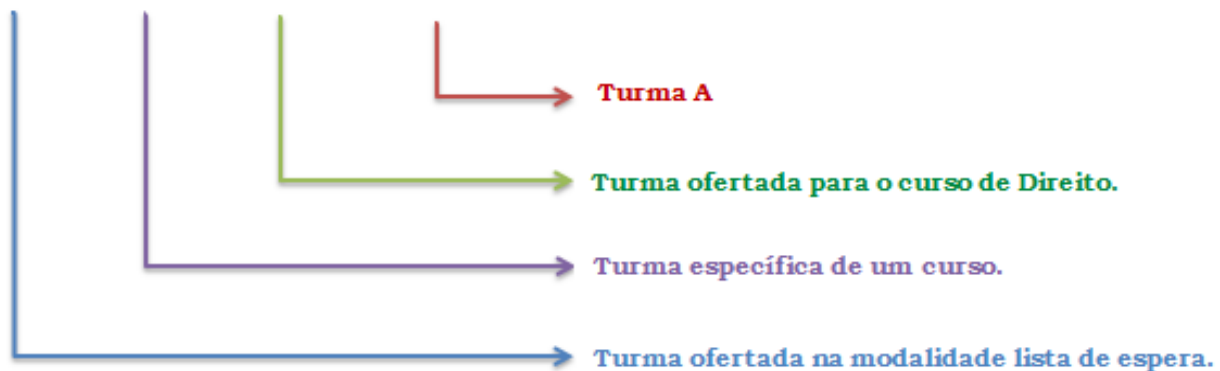 Turma A
Turma ofertada para o curso de Direito.
Turma específica de um curso.
Turma ofertada na modalidade lista de espera.